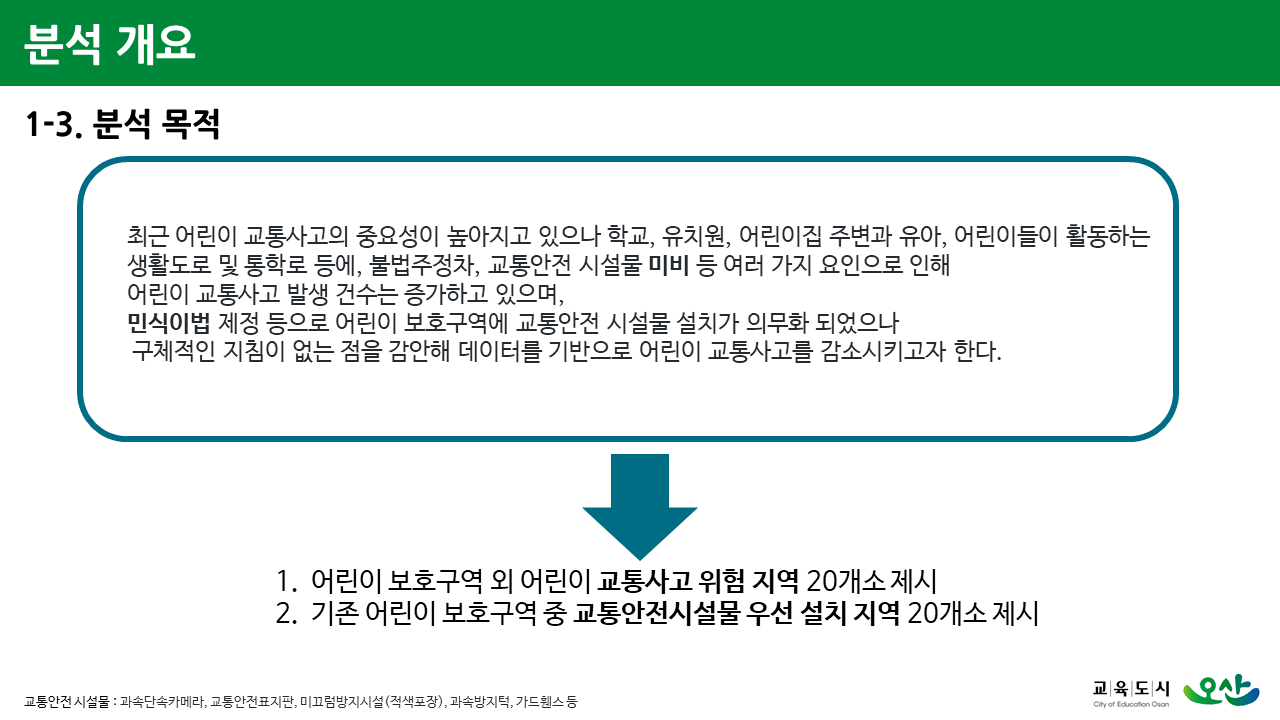 분석 개요
1-3. 분석 목적
최근 어린이 교통사고의 중요성이 높아지고 있으나 학교, 유치원, 어린이집 주변과 유아, 어린이들이 활동하는
생활도로 및 통학로 등에, 불법주정차, 교통안전 시설물 미비 등 여러 가지 요인으로 인해
어린이 교통사고 발생 건수는 증가하고 있으며,
민식이법 제정 등으로 어린이 보호구역에 교통안전 시설물 설치가 의무화 되었으나
구체적인 지침이 없는 점을 감안해 데이터를 기반으로 어린이 교통사고를 감소시키고자 한다.
1. 어린이 보호구역 외 어린이 교통사고 위험 지역 20개소 제시
2. 기존 어린이 보호구역 중 교통안전시설물 우선 설치 지역 20개소 제시
교통안전 시설물 : 과속단속카메라, 교통안전표지판, 미끄럼방지시설(적색포장), 과속방지턱, 가드휀스 등
교육도시 오산
City of Education Osan